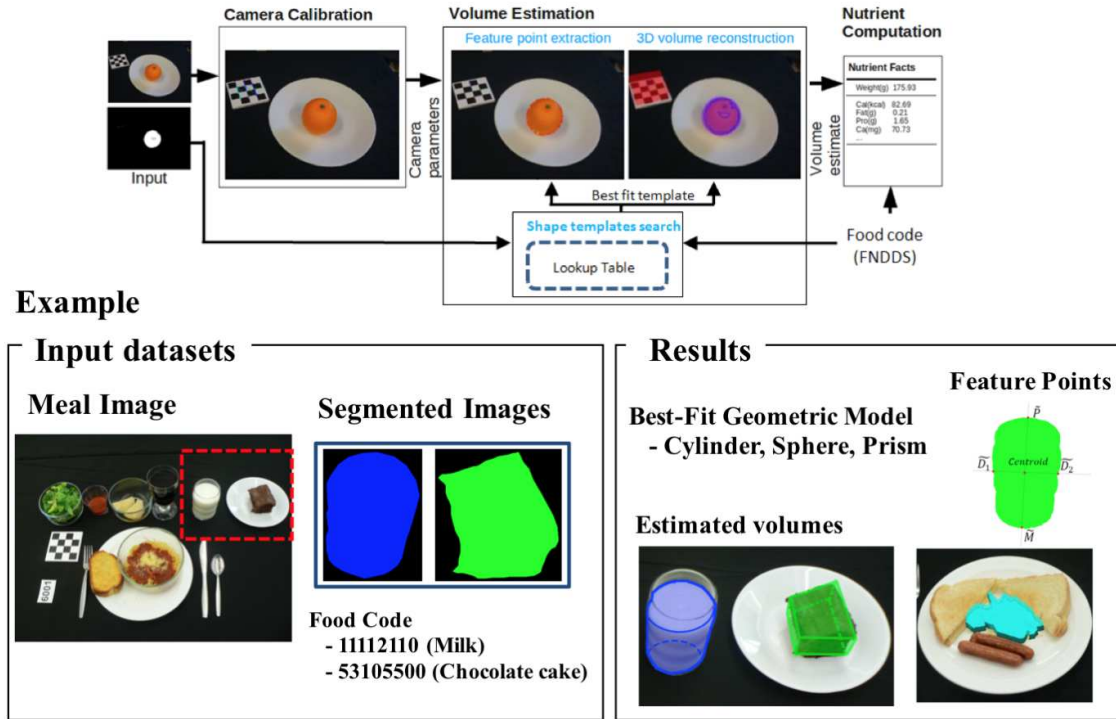 Camera Calibration
Volume Estimation
Nutrient
Computation
Feature point extraction
3D volume reconstruction
Nutrient Facts
Weight(g) 175.93
Cal(kcal) 82.69
Fat(g) 0.21
Pro(g) 1.65
Ca(mg) 70.73
...
Input
Camera
parameters
Volume
estimate
Best fit template
Shape templates search
Lookup Table
Food code
(FNDDS)
Example
Input datasets
Meal Image
Segmented Images
6001
Food Code
- 11112110 (Milk)
- 53105500 (Chocolate cake)
Results
Feature Points
Best-Fit Geometric Model
- Cylinder, Sphere, Prism
P̃
D̃₁
Centroid
D̃₂
M̃
Estimated volumes